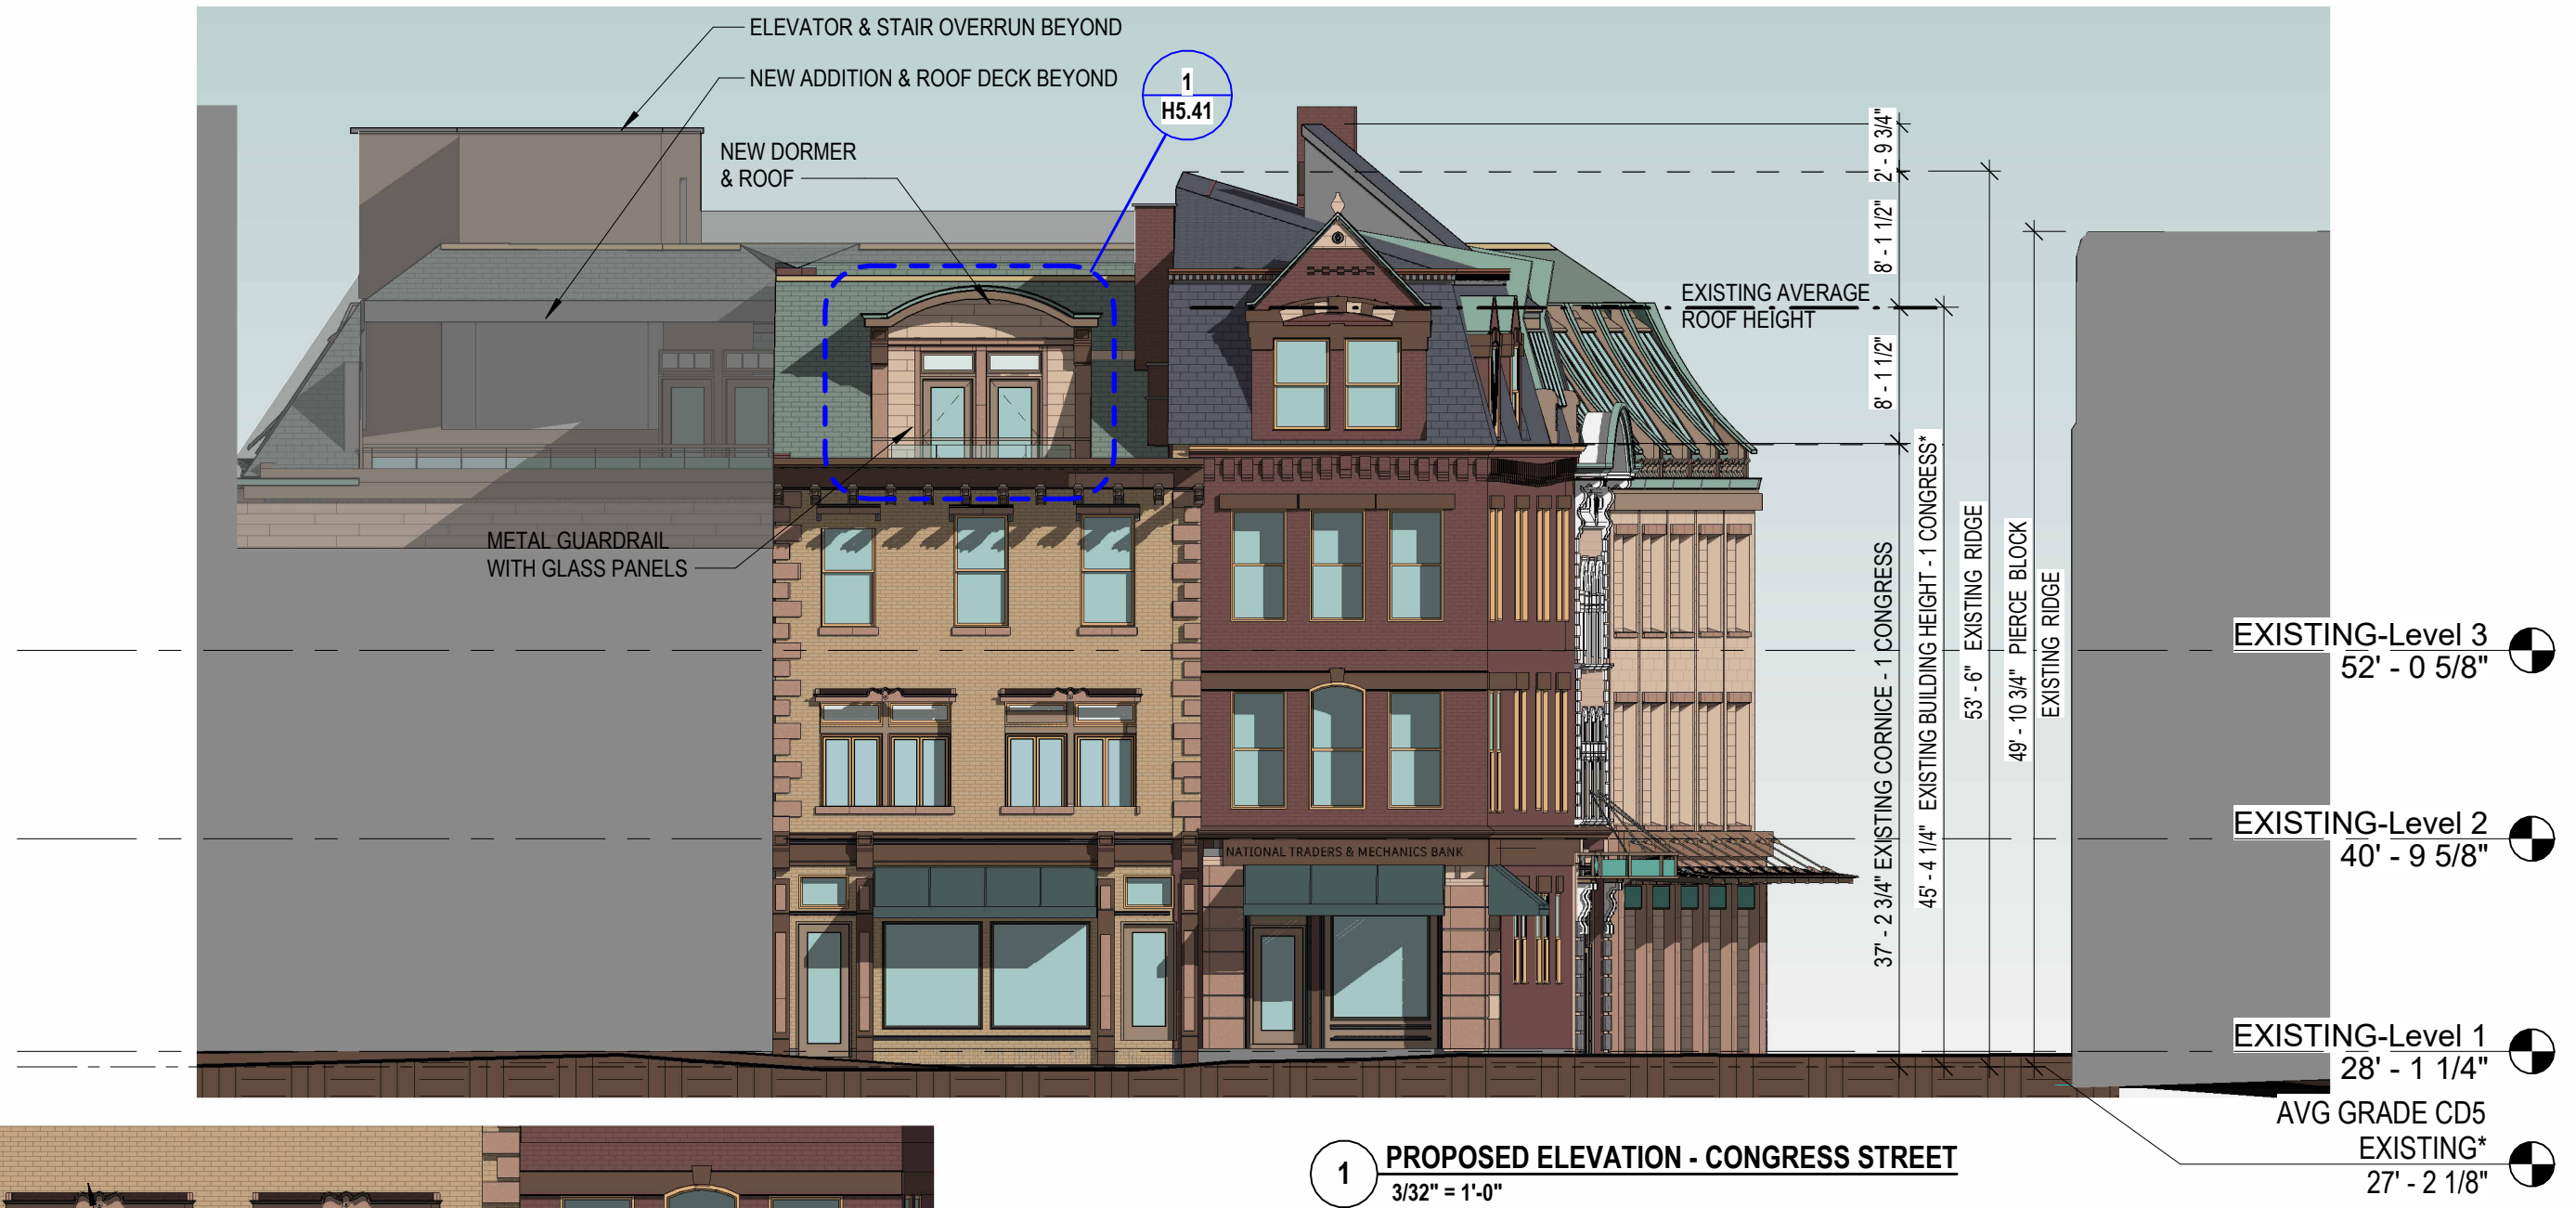 ELEVATOR & STAIR OVERRUN BEYOND
NEW ADDITION & ROOF DECK BEYOND
1
H5.41
NEW DORMER
& ROOF
2' - 9 3/4"
8' - 1 1/2"
EXISTING AVERAGE
ROOF HEIGHT
8' - 1 1/2"
METAL GUARDRAIL
WITH GLASS PANELS
37' - 2 3/4" EXISTING CORNICE - 1 CONGRESS
45' - 4 1/4" EXISTING BUILDING HEIGHT - 1 CONGRESS*
53' - 6" EXISTING RIDGE
49' - 10 3/4" PIERCE BLOCK
EXISTING RIDGE
EXISTING-Level 3
52' - 0 5/8"
EXISTING-Level 2
40' - 9 5/8"
NATIONAL TRADERS & MECHANICS BANK
EXISTING-Level 1
28' - 1 1/4"
AVG GRADE CD5
EXISTING*
27' - 2 1/8"
1
PROPOSED ELEVATION - CONGRESS STREET
3/32" = 1'-0"